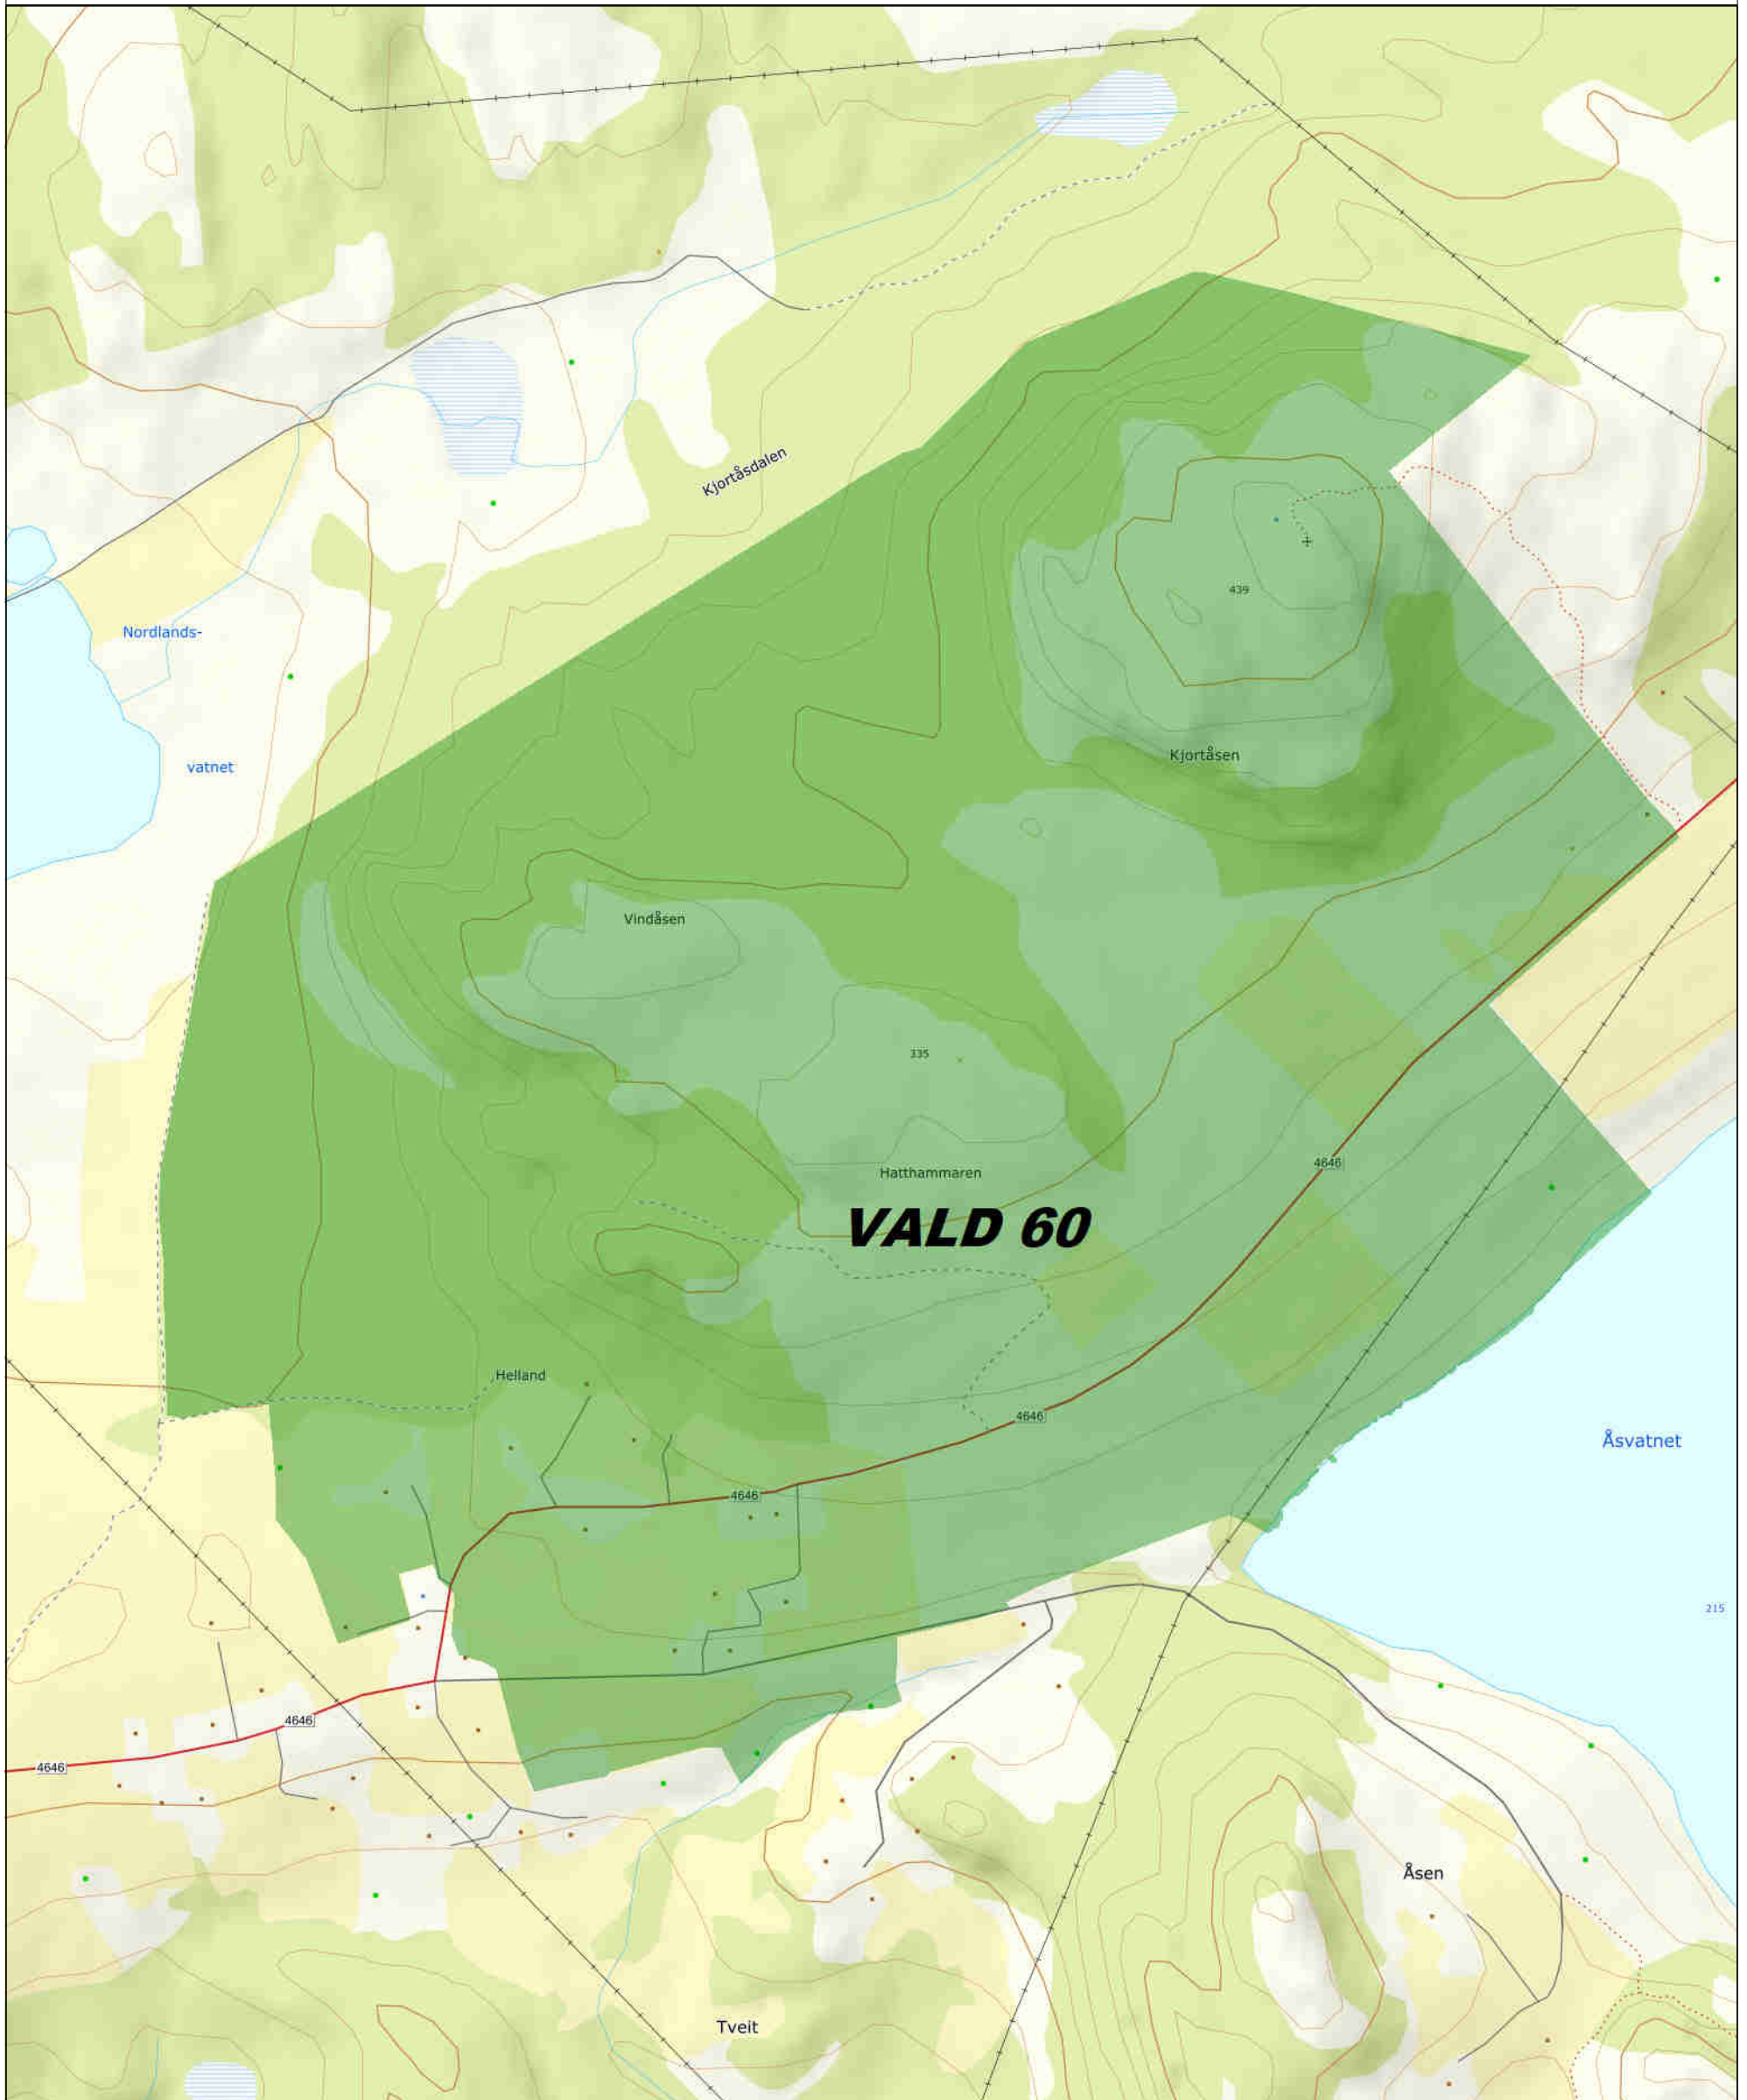 Kjortåsdalen
439
Nordlands-
Kjortåsen
vatnet
Vindåsen
335
4646
Hatthammaren
VALD 60
Helland
4646
Åsvatnet
4646
215
4646
4646
Åsen
Tveit